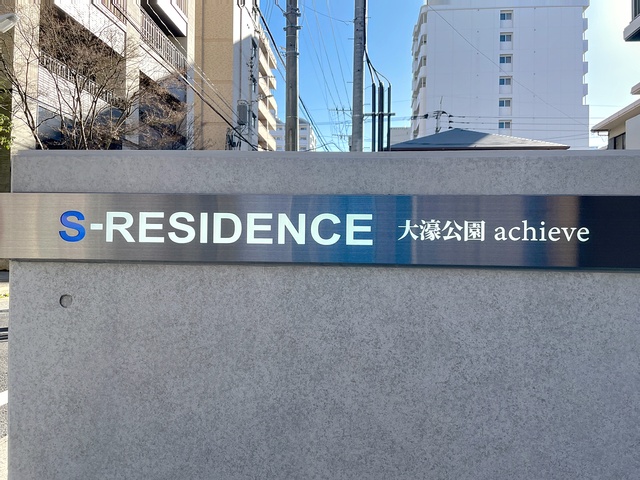 S-RESIDENCE 大濠公園 achieve